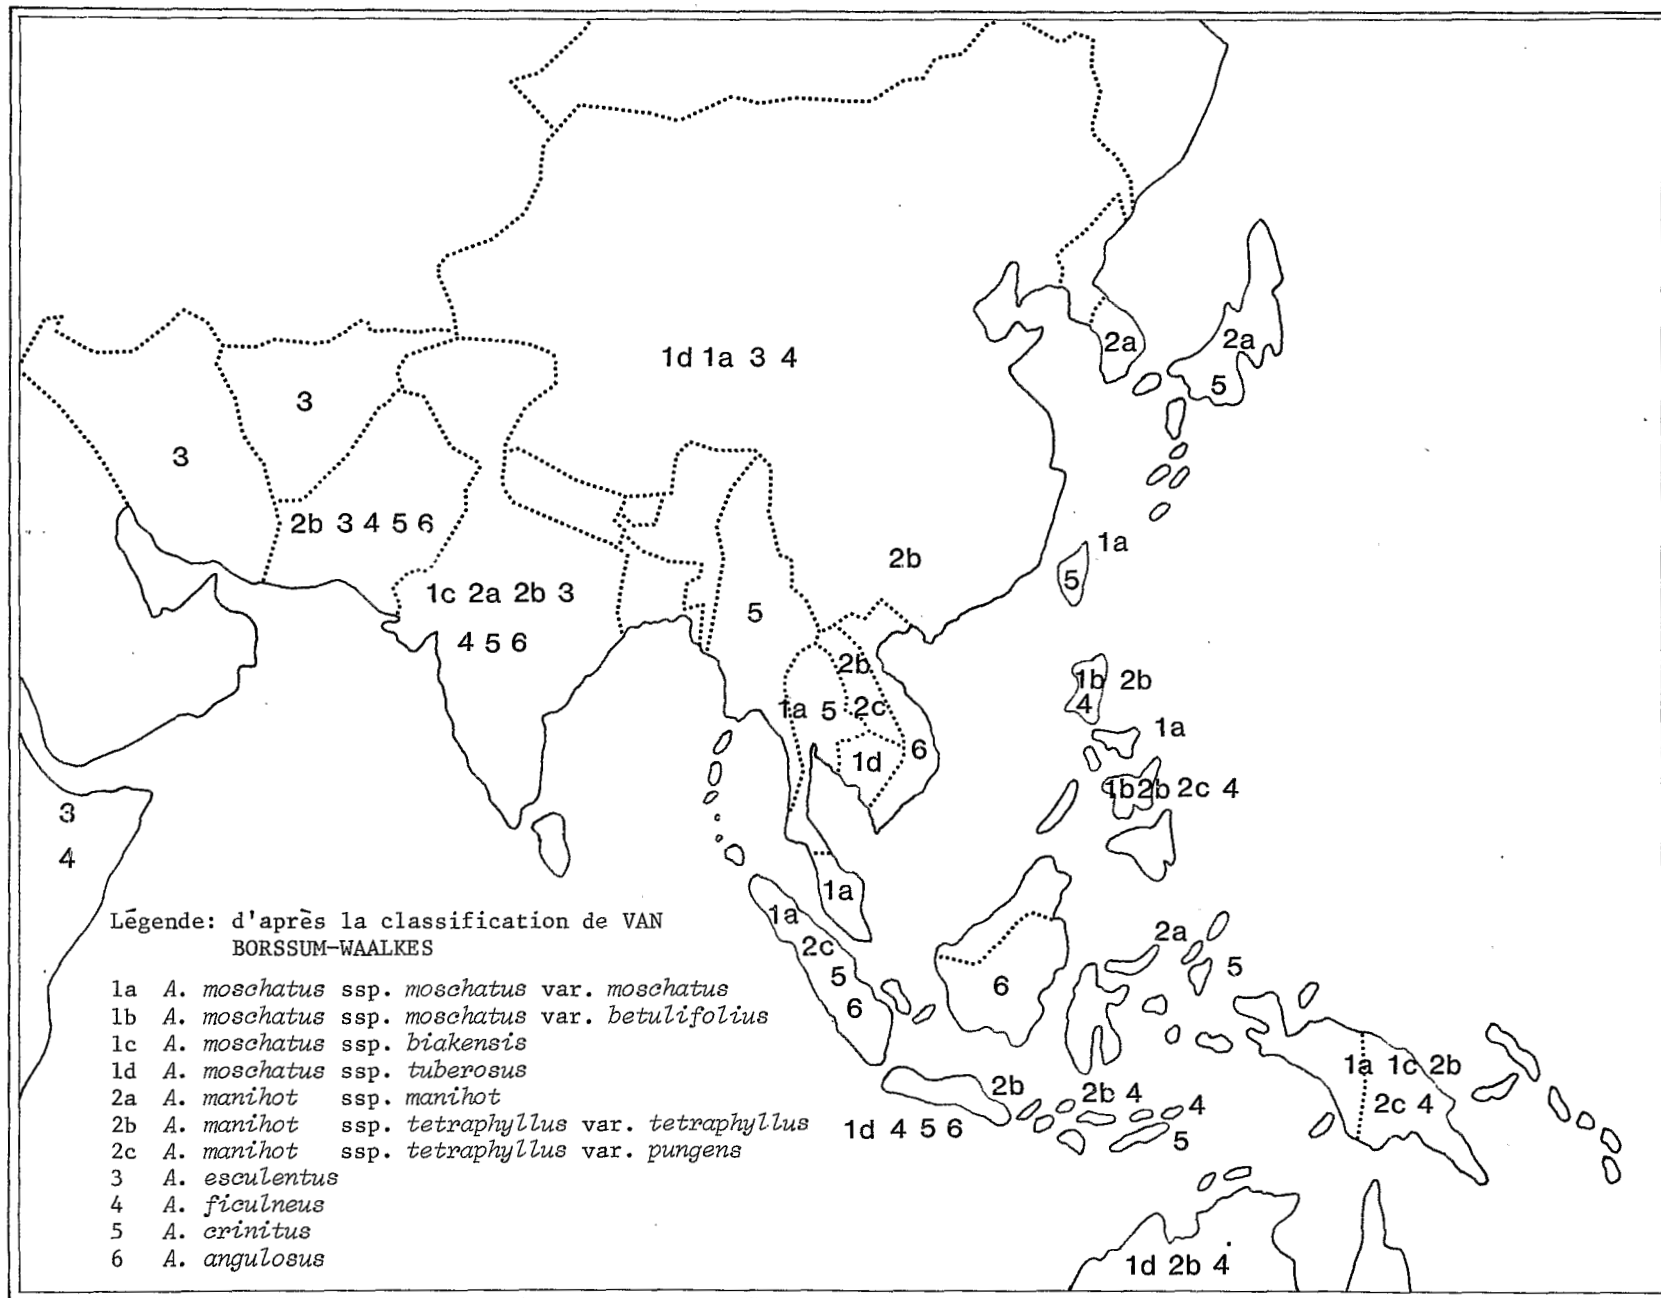 1d 1a 3 4
2a
2a
5
3
3
2b 3 4 5 6
2b
1a
5
1c 2a 2b 3
4 5 6
5
2b
1a 5 2c
6
1d
1b 2b
4
1a
1b 2b 2c 4
3
4
1a
1a
2c
5
6
6
2a
5
1a 1c 2b
2c 4
2b
2b 4
4
5
1d 4 5 6
1d 2b 4
Légende: d'après la classification de VAN
BORSSUM-WAALKES
1a A. moschatus ssp. moschatus var. moschatus
1b A. moschatus ssp. moschatus var. betulifolius
1c A. moschatus ssp. biakensis
1d A. moschatus ssp. tuberosus
2a A. manihot ssp. manihot
2b A. manihot ssp. tetraphyllus var. tetraphyllus
2c A. manihot ssp. tetraphyllus var. pungens
3 A. esculentus
4 A. ficulneus
5 A. crinitus
6 A. angulosus